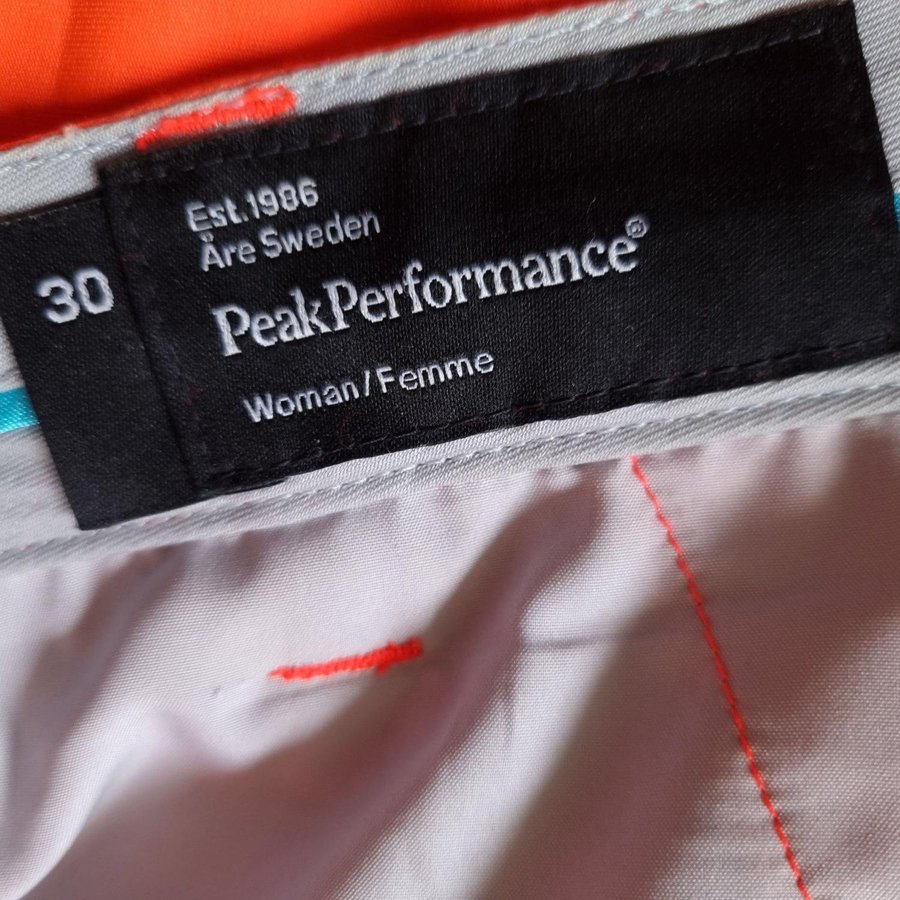 Est.1986
Åre Sweden
30
PeakPerformance®
Woman/Femme